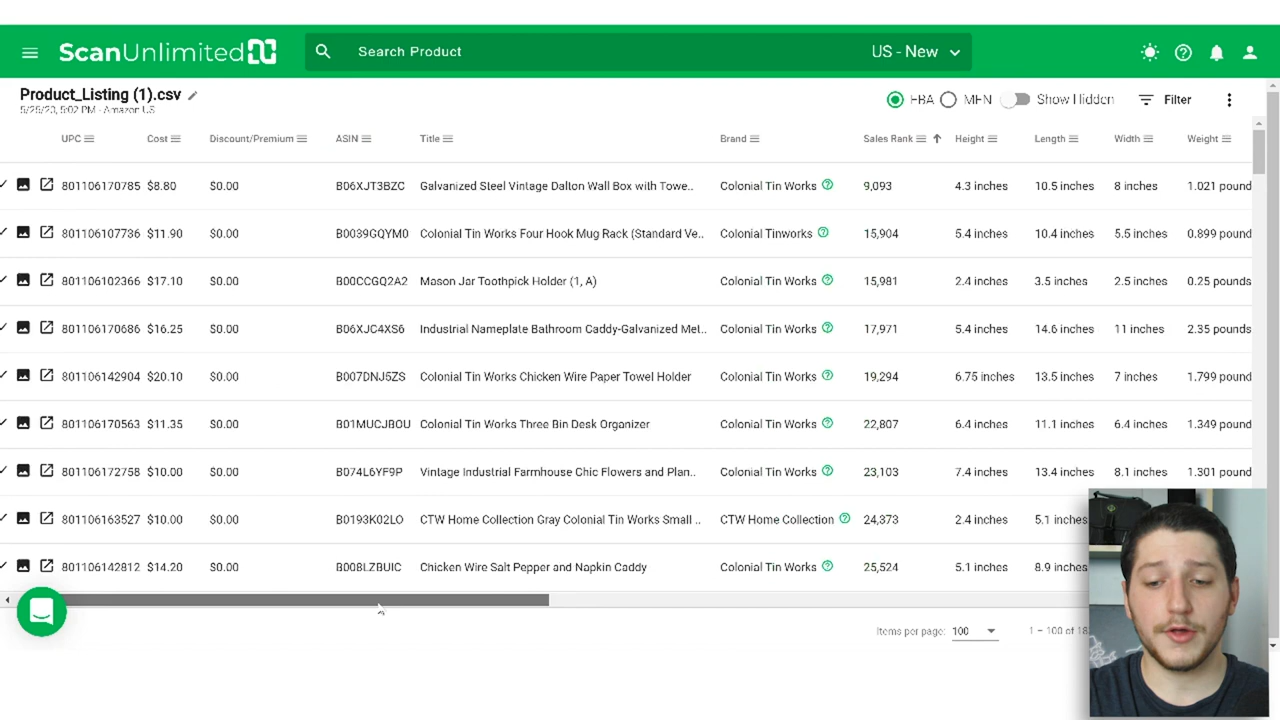 ScanUnlimited Search Product US - New
Product_Listing (1).csv
5/25/20, 5:02 PM - Amazon US
FBA MFN Show Hidden Filter
UPC Cost Discount/Premium ASIN Title Brand Sales Rank Height Length Width Weight
801106170785 $8.80 $0.00 B06XJT3BZC Galvanized Steel Vintage Dalton Wall Box with Towe.. Colonial Tin Works 9,093 4.3 inches 10.5 inches 8 inches 1.021 pound
801106107736 $11.90 $0.00 B0039GQYM0 Colonial Tin Works Four Hook Mug Rack (Standard Ve.. Colonial Tinworks 15,904 5.4 inches 10.4 inches 5.5 inches 0.899 pound
801106102366 $17.10 $0.00 B00CCGQ2A2 Mason Jar Toothpick Holder (1, A) Colonial Tin Works 15,981 2.4 inches 3.5 inches 2.5 inches 0.25 pounds
801106170686 $16.25 $0.00 B06XJC4XS6 Industrial Nameplate Bathroom Caddy-Galvanized Met.. Colonial Tin Works 17,971 5.4 inches 14.6 inches 11 inches 2.35 pounds
801106142904 $20.10 $0.00 B007DNJ5ZS Colonial Tin Works Chicken Wire Paper Towel Holder Colonial Tin Works 19,294 6.75 inches 13.5 inches 7 inches 1.799 pound
801106170563 $11.35 $0.00 B01MUCJBOU Colonial Tin Works Three Bin Desk Organizer Colonial Tin Works 22,807 6.4 inches 11.1 inches 6.4 inches 1.349 pound
801106172758 $10.00 $0.00 B074L6YF9P Vintage Industrial Farmhouse Chic Flowers and Plan.. Colonial Tin Works 23,103 7.4 inches 13.4 inches 8.1 inches 1.301 pound
801106163527 $10.00 $0.00 B0193K02LO CTW Home Collection Gray Colonial Tin Works Small .. CTW Home Collection 24,373 2.4 inches 5.1 inches
801106142812 $14.20 $0.00 B008LZBUIC Chicken Wire Salt Pepper and Napkin Caddy Colonial Tin Works 25,524 5.1 inches 8.9 inches
Items per page: 100 1 – 100 of 18